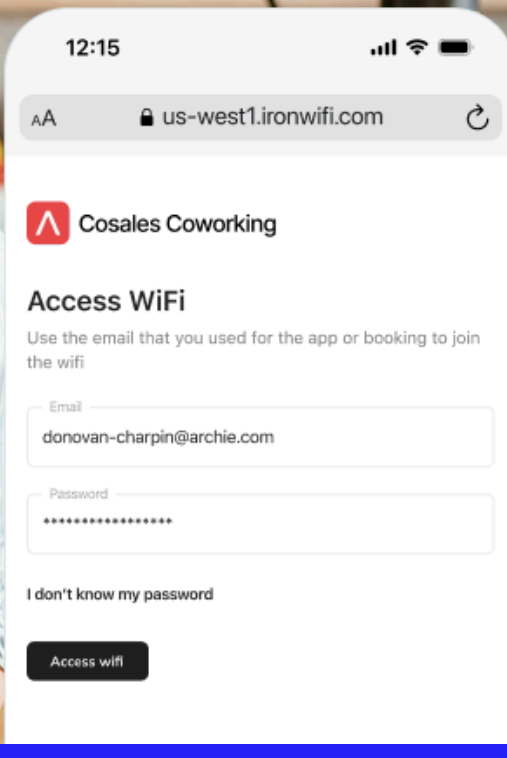 12:15
AA us-west1.ironwifi.com
Cosales Coworking
Access WiFi
Use the email that you used for the app or booking to join
the wifi
Email
donovan-charpin@archie.com
Password
*****************
I don't know my password
Access wifi